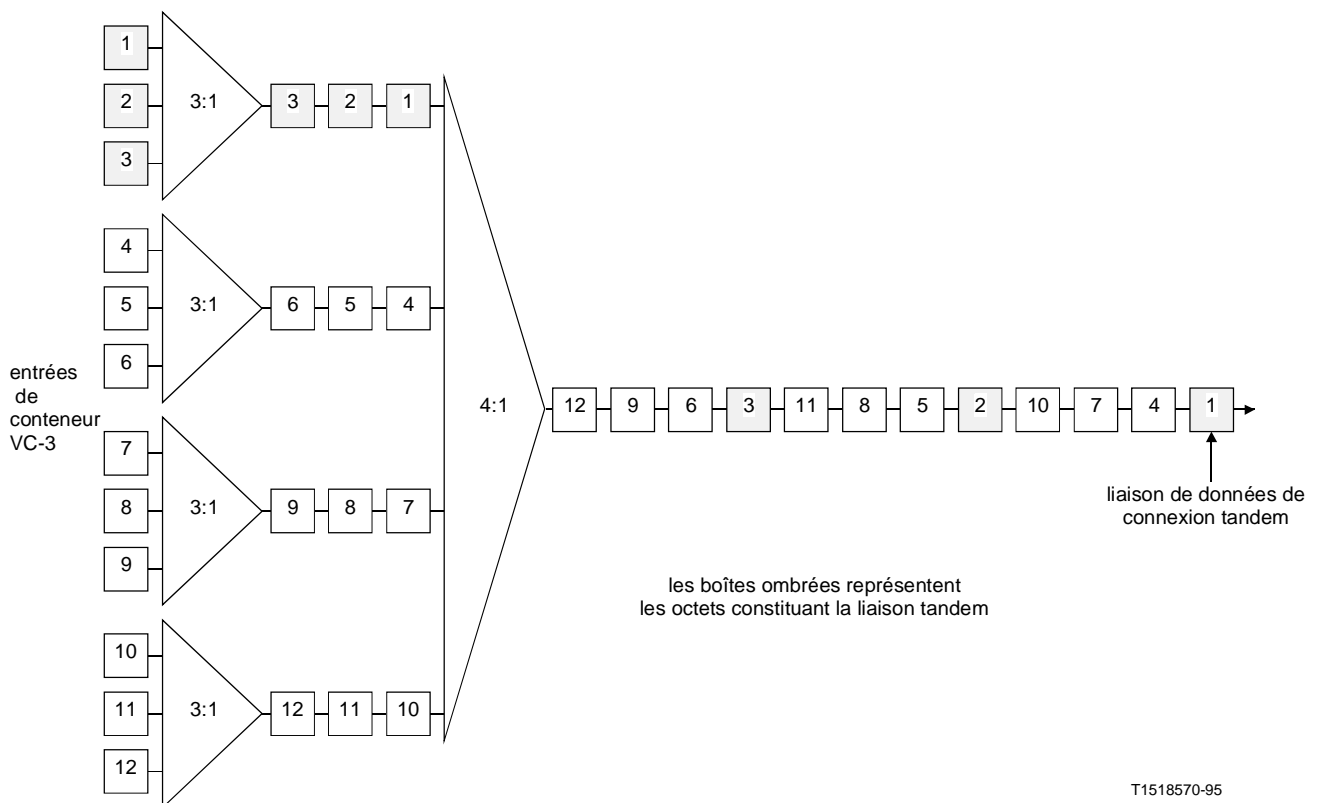 1
2
3:1
3 2 1
3
4
5
3:1
6 5 4
6
entrées
de
conteneur
VC-3
4:1
12 9 6 3 11 8 5 2 10 7 4 1
7
8
3:1
9 8 7
9
liaison de données de
connexion tandem
les boîtes ombrées représentent
les octets constituant la liaison tandem
10
11
3:1
12 11 10
12
T1518570-95